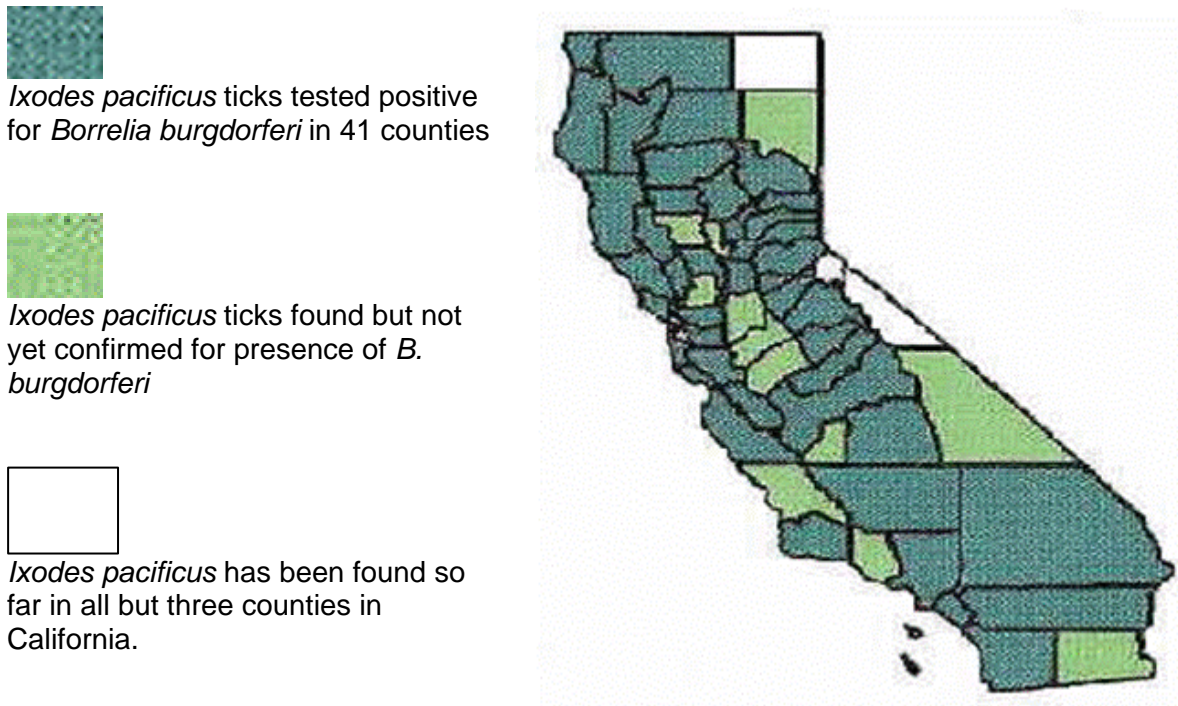 Ixodes pacificus ticks tested positive
for Borrelia burgdorferi in 41 counties
Ixodes pacificus ticks found but not
yet confirmed for presence of B.
burgdorferi
Ixodes pacificus has been found so
far in all but three counties in
California.